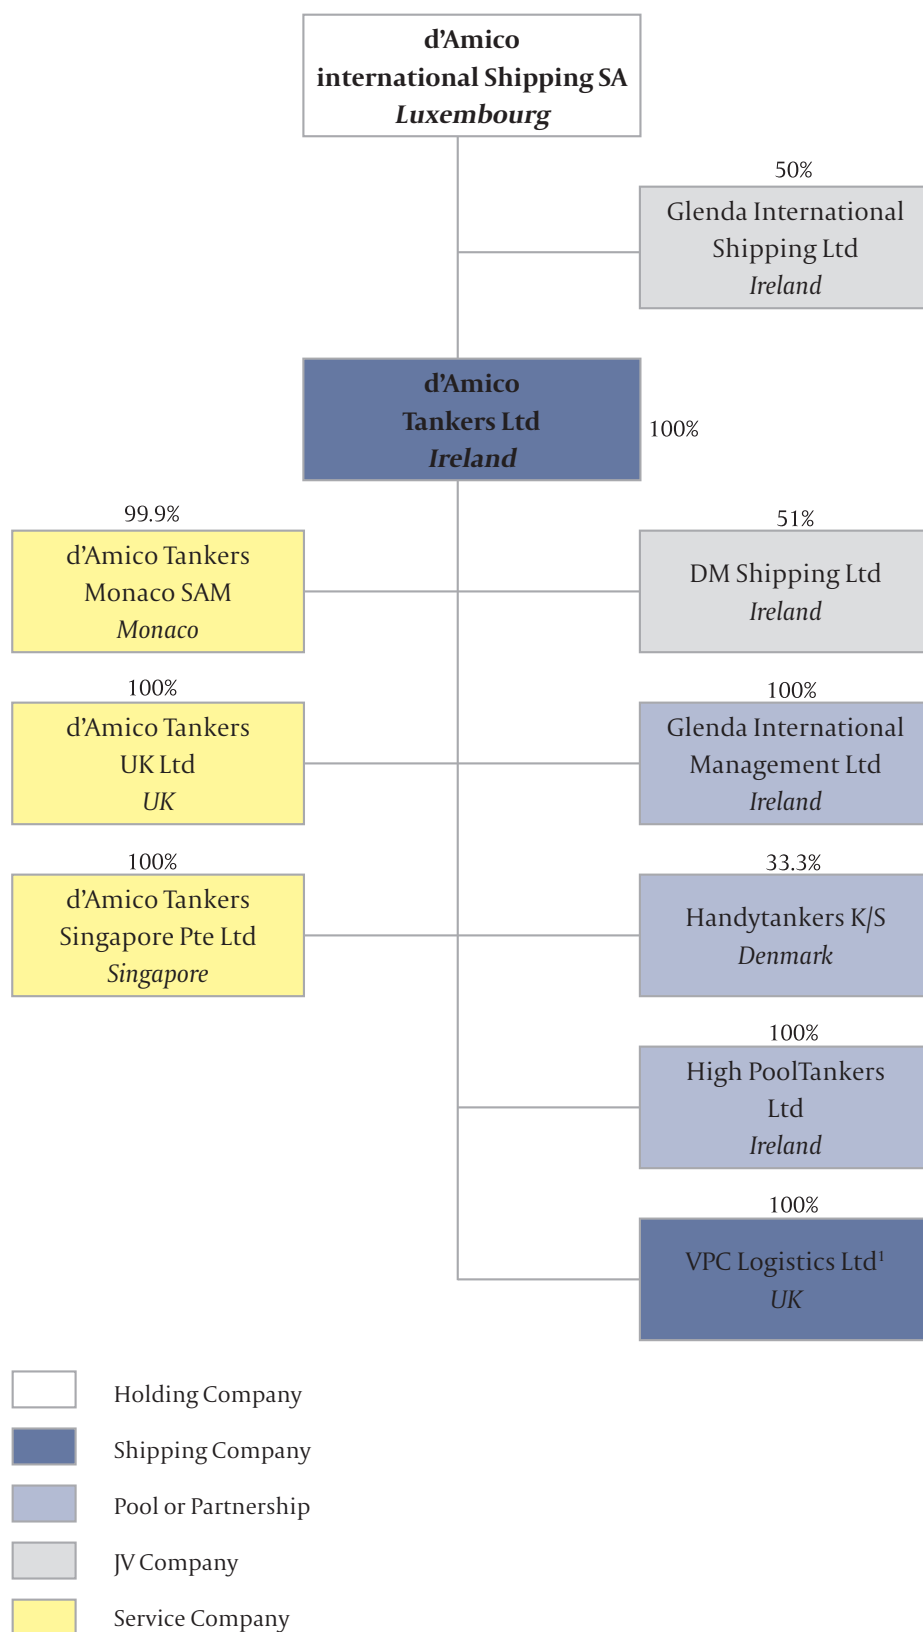 d'Amico
international Shipping SA
Luxembourg
50%
Glenda International
Shipping Ltd
Ireland
d'Amico
Tankers Ltd
Ireland
100%
99.9%
d'Amico Tankers
Monaco SAM
Monaco
51%
DM Shipping Ltd
Ireland
100%
d'Amico Tankers
UK Ltd
UK
100%
Glenda International
Management Ltd
Ireland
100%
d'Amico Tankers
Singapore Pte Ltd
Singapore
33.3%
Handytankers K/S
Denmark
100%
High PoolTankers
Ltd
Ireland
100%
VPC Logistics Ltd¹
UK
Holding Company
Shipping Company
Pool or Partnership
JV Company
Service Company